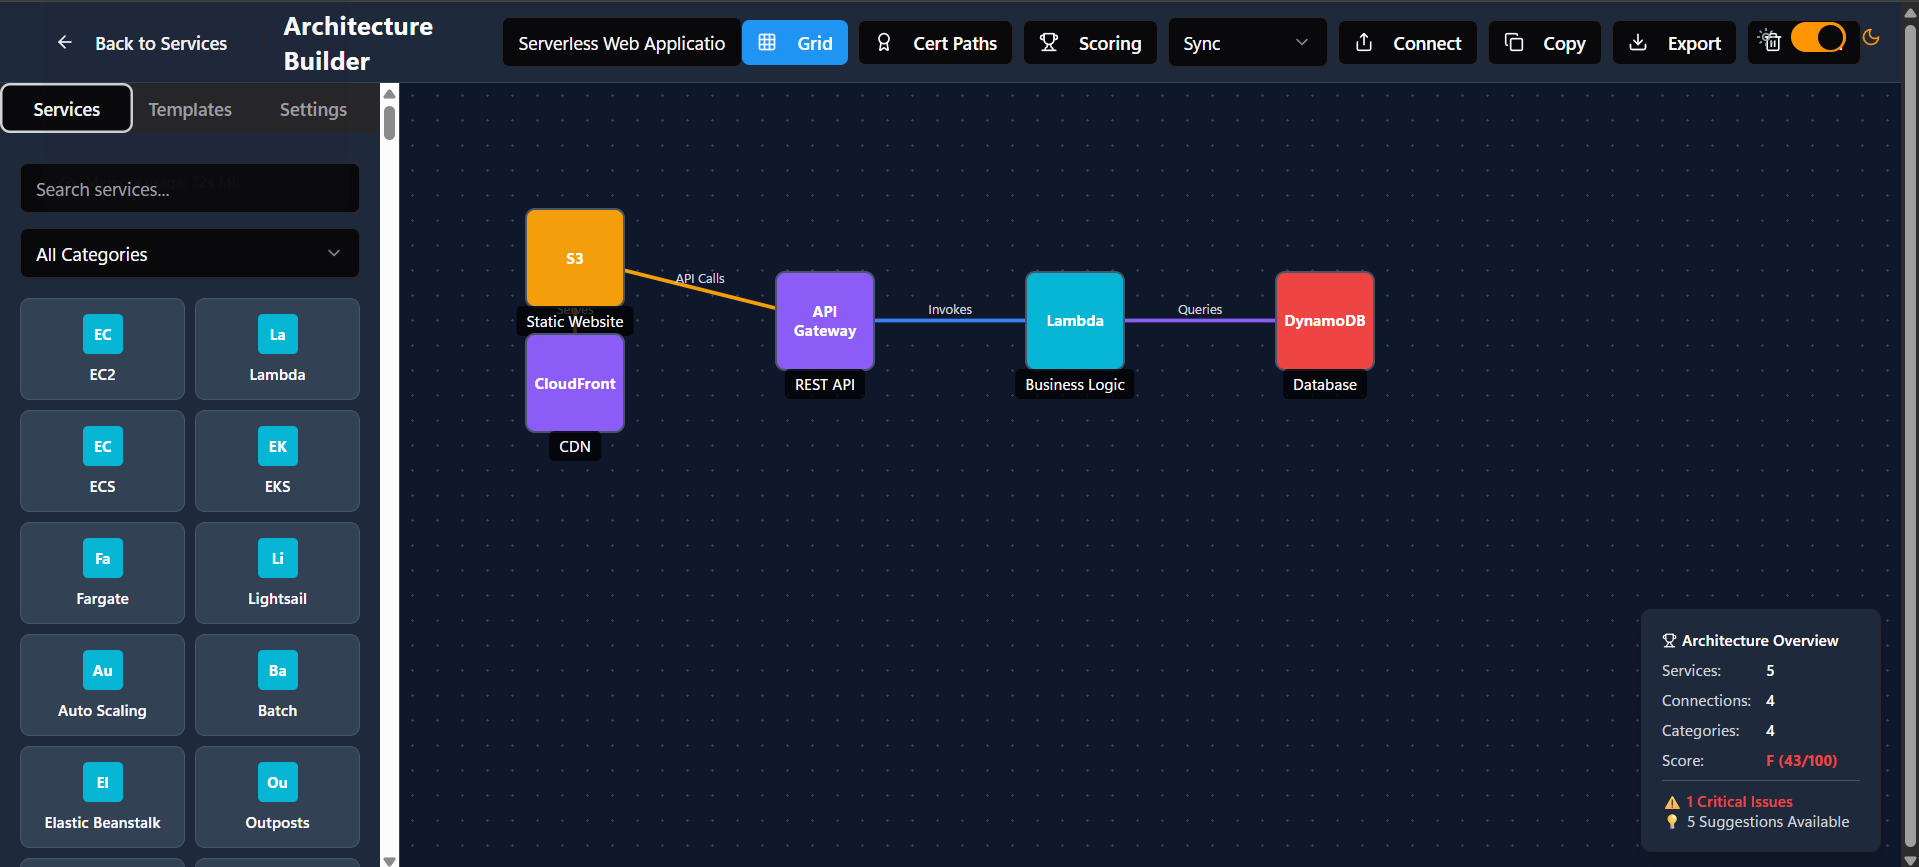 Back to Services
Architecture
Builder
Serverless Web Applicatio
Grid
Cert Paths
Scoring
Sync
Connect
Copy
Export
Services
Templates
Settings
Search services...
All Categories
EC
EC2
La
Lambda
EC
ECS
EK
EKS
Fa
Fargate
Li
Lightsail
Au
Auto Scaling
Ba
Batch
El
Elastic Beanstalk
Ou
Outposts
S3
Serves
Static Website
CloudFront
CDN
API Calls
API
Gateway
REST API
Invokes
Lambda
Business Logic
Queries
DynamoDB
Database
Architecture Overview
Services: 5
Connections: 4
Categories: 4
Score: F (43/100)
1 Critical Issues
5 Suggestions Available